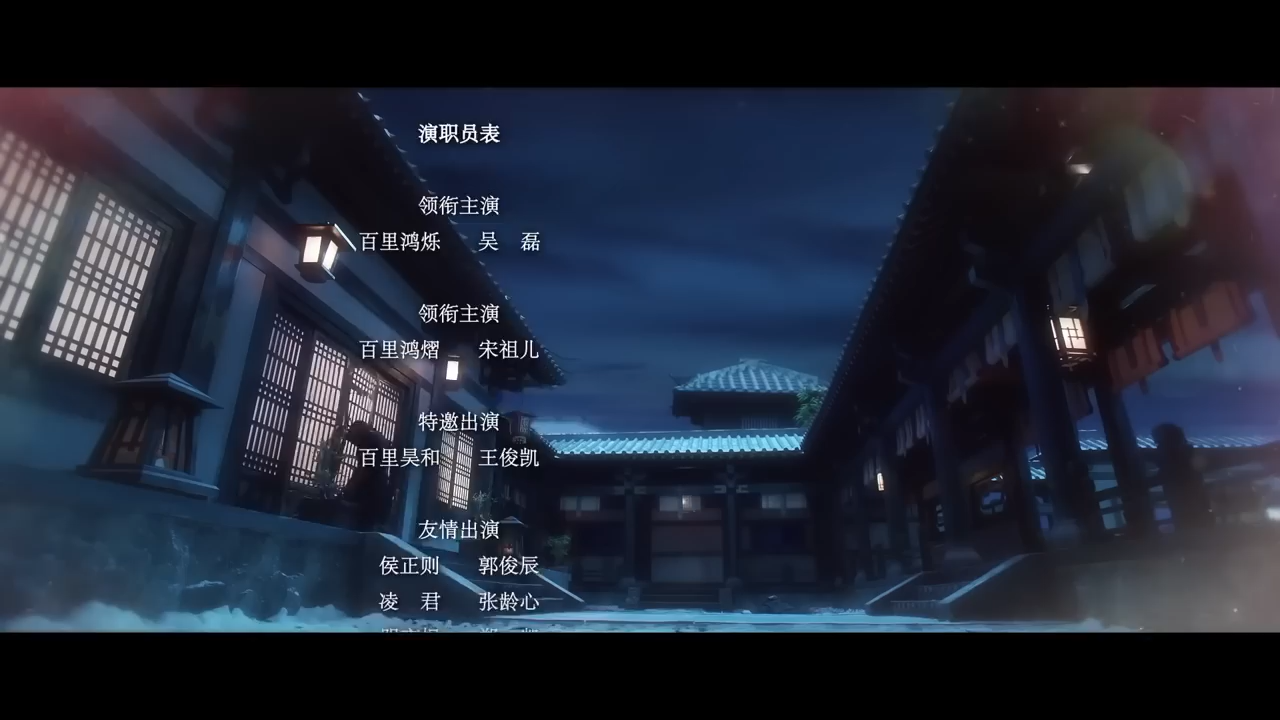 演职员表
领衔主演
百里鸿烁 吴 磊
领衔主演
百里鸿熠 宋祖儿
特邀出演
百里昊和 王俊凯
友情出演
侯正则 郭俊辰
凌 君 张龄心